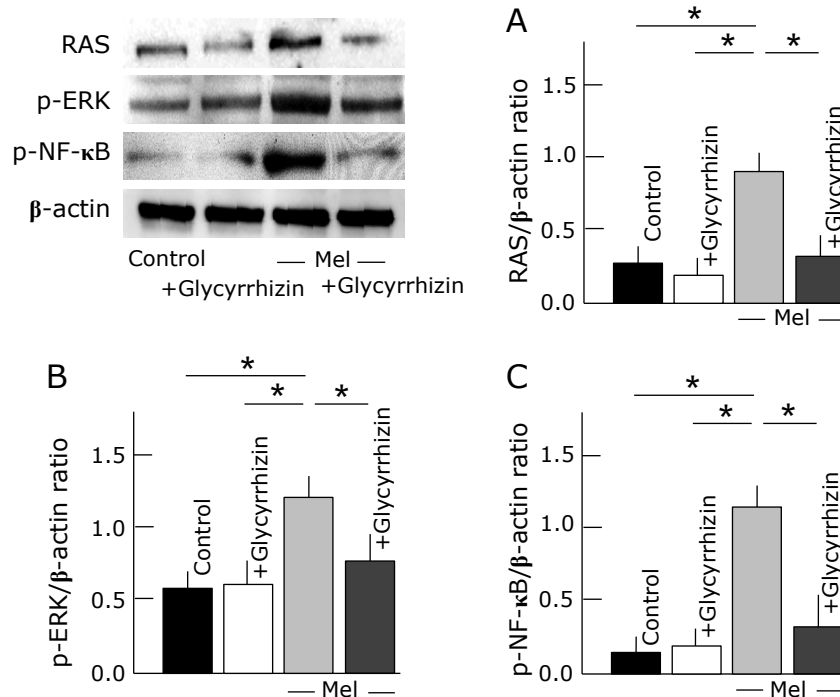 RAS
p-ERK
p-NF-κB
β-actin
Control
+Glycyrrhizin
— Mel —
+Glycyrrhizin
A
* * *
RAS/β-actin ratio
1.5
1.0
0.5
0.0
Control
+Glycyrrhizin
+Glycyrrhizin
— Mel —
B
* * *
p-ERK/β-actin ratio
1.5
1.0
0.5
0.0
Control
+Glycyrrhizin
+Glycyrrhizin
— Mel —
C
* * *
p-NF-κB/β-actin ratio
1.5
1.0
0.5
0.0
Control
+Glycyrrhizin
+Glycyrrhizin
— Mel —